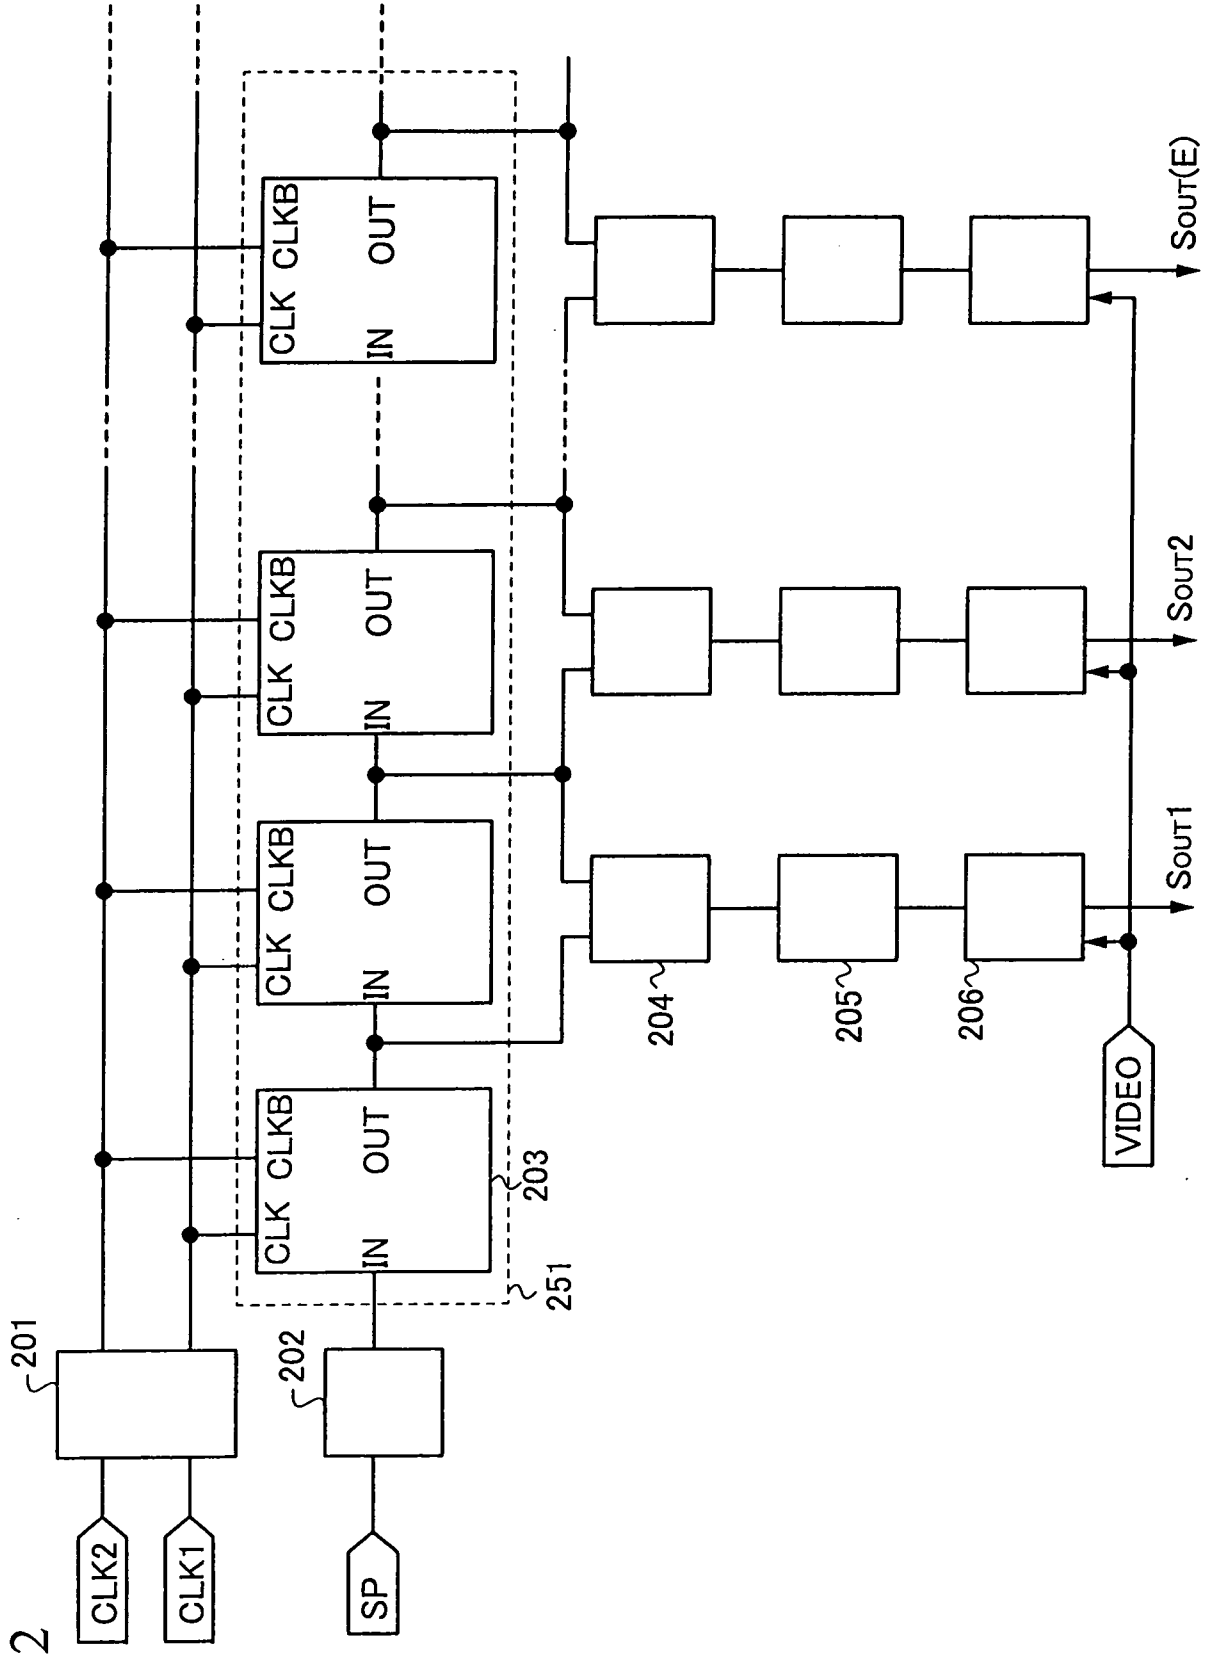 2
CLK2
CLK1
SP
201
202
251
CLK CLKB
IN OUT
203
CLK CLKB
IN OUT
CLK CLKB
IN OUT
CLK CLKB
IN OUT
204
205
206
VIDEO
SOUT1
SOUT2
SOUT(E)